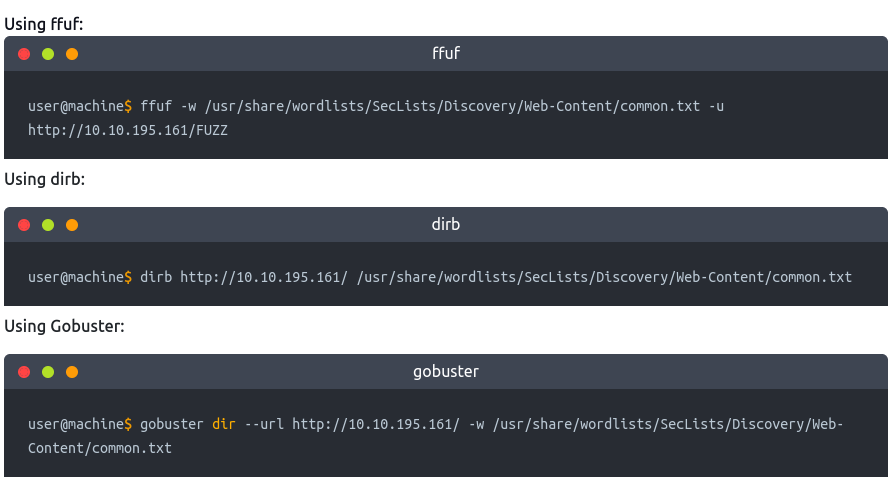 Using ffuf:
ffuf
user@machine$ ffuf -w /usr/share/wordlists/SecLists/Discovery/Web-Content/common.txt -u
http://10.10.195.161/FUZZ
Using dirb:
dirb
user@machine$ dirb http://10.10.195.161/ /usr/share/wordlists/SecLists/Discovery/Web-Content/common.txt
Using Gobuster:
gobuster
user@machine$ gobuster dir --url http://10.10.195.161/ -w /usr/share/wordlists/SecLists/Discovery/Web-
Content/common.txt